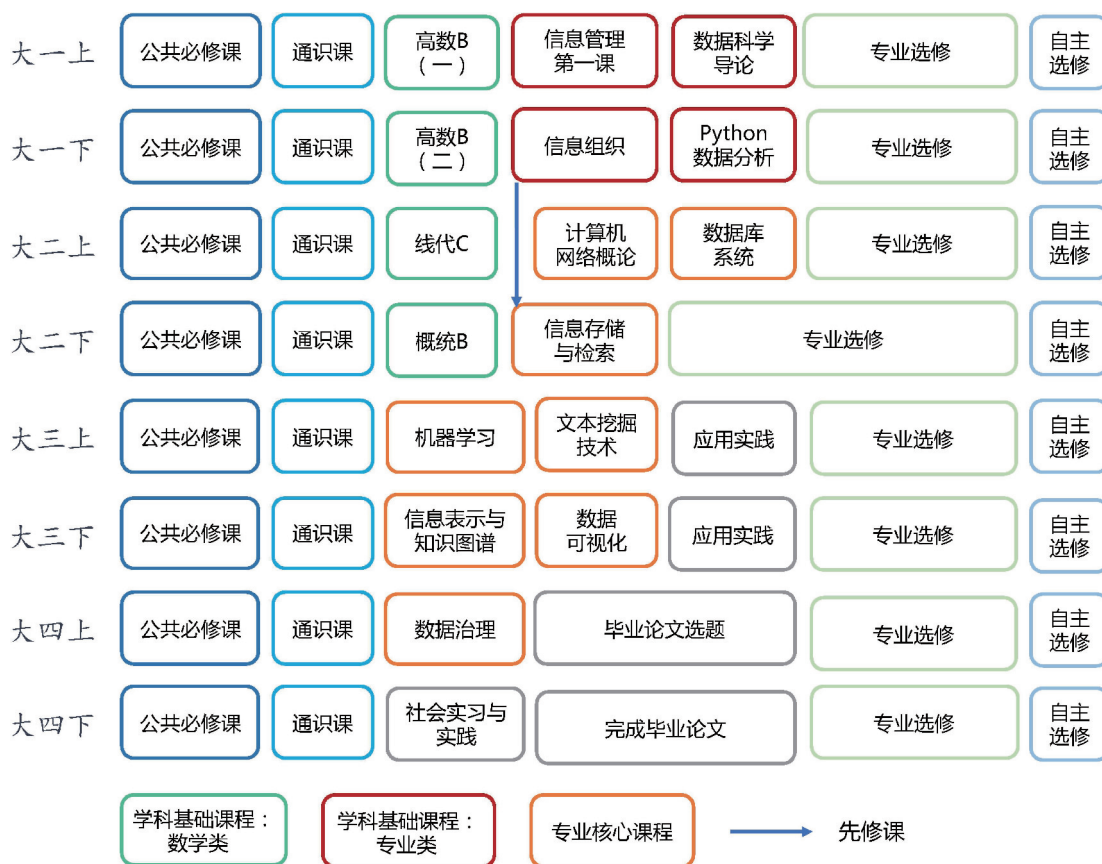 大一上 公共必修课 通识课 高数B（一） 信息管理第一课 数据科学导论 专业选修 自主选修
大一下 公共必修课 通识课 高数B（二） 信息组织 Python数据分析 专业选修 自主选修
大二上 公共必修课 通识课 线代C 计算机网络概论 数据库系统 专业选修 自主选修
大二下 公共必修课 通识课 概统B 信息存储与检索 专业选修 自主选修
大三上 公共必修课 通识课 机器学习 文本挖掘技术 应用实践 专业选修 自主选修
大三下 公共必修课 通识课 信息表示与知识图谱 数据可视化 应用实践 专业选修 自主选修
大四上 公共必修课 通识课 数据治理 毕业论文选题 专业选修 自主选修
大四下 公共必修课 通识课 社会实习与实践 完成毕业论文 专业选修 自主选修
学科基础课程：数学类 学科基础课程：专业类 专业核心课程 先修课